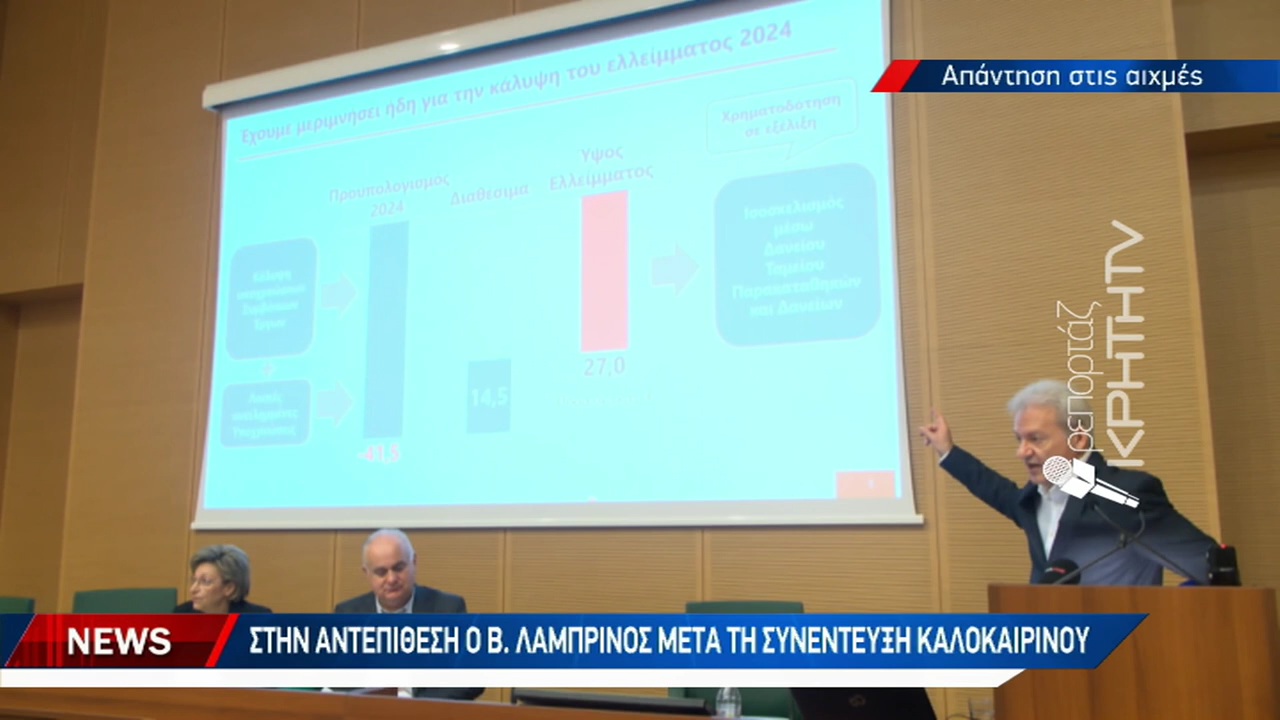 Έχουμε μεριμνήσει ήδη για την κάλυψη του ελλείμματος 2024
Απάντηση στις αιχμές
Χρηματοδότηση
σε εξέλιξη
Προϋπολογισμός
2024
Διαθέσιμα
Ύψος
Ελλείμματος
Ισοσκελισμός
μέσω
Δανείου
Ταμείου
Παρακαταθηκών
και Δανείων
14,5
27,0
-41,5
ρεπορτάζ
ΚΡΗΤΗTV
NEWS
ΣΤΗΝ ΑΝΤΕΠΙΘΕΣΗ Ο Β. ΛΑΜΠΡΙΝΟΣ ΜΕΤΑ ΤΗ ΣΥΝΕΝΤΕΥΞΗ ΚΑΛΟΚΑΙΡΙΝΟΥ